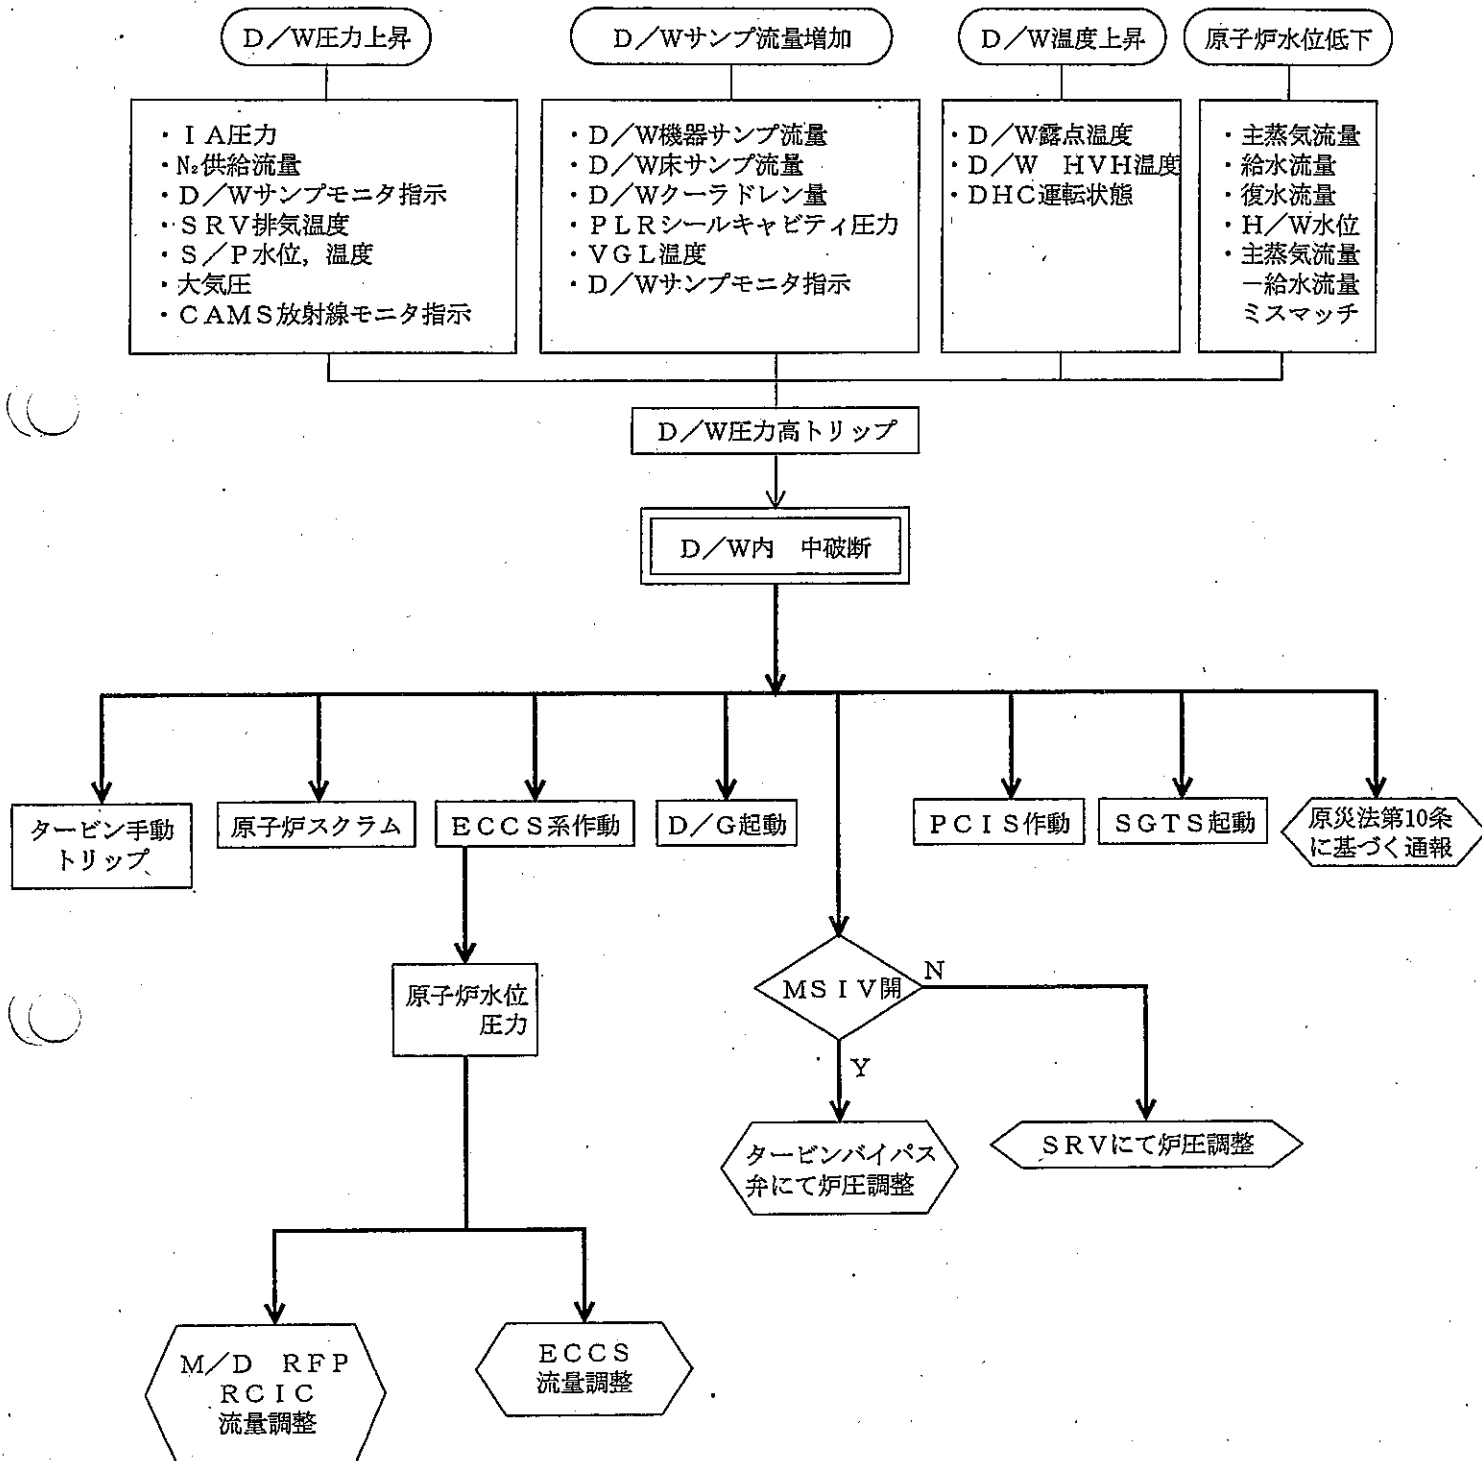 D／W圧力上昇
D／Wサンプ流量増加
D／W温度上昇
原子炉水位低下
・ＩA圧力
・N₂供給流量
・D／Wサンプモニタ指示
・ＳＲＶ排気温度
・Ｓ／Ｐ水位，温度
・大気圧
・ＣＡＭＳ放射線モニタ指示
・D／W機器サンプ流量
・D／W床サンプ流量
・D／Wクーラドレン量
・ＰＬＲシールキャビティ圧力
・ＶＧＬ温度
・D／Wサンプモニタ指示
・D／W露点温度
・D／W　ＨＶＨ温度
・ＤＨＣ運転状態
・主蒸気流量
・給水流量
・復水流量
・Ｈ／Ｗ水位
・主蒸気流量
－給水流量
ミスマッチ
D／W圧力高トリップ
D／W内　中破断
タービン手動
トリップ
原子炉スクラム
ＥＣＣＳ系作動
D／G起動
ＰＣＩＳ作動
ＳＧＴＳ起動
原災法第10条
に基づく通報
原子炉水位
圧力
ＭＳＩＶ開
N
Y
タービンバイパス
弁にて炉圧調整
ＳＲＶにて炉圧調整
M／D　ＲＦＰ
ＲＣＩＣ
流量調整
ＥＣＣＳ
流量調整